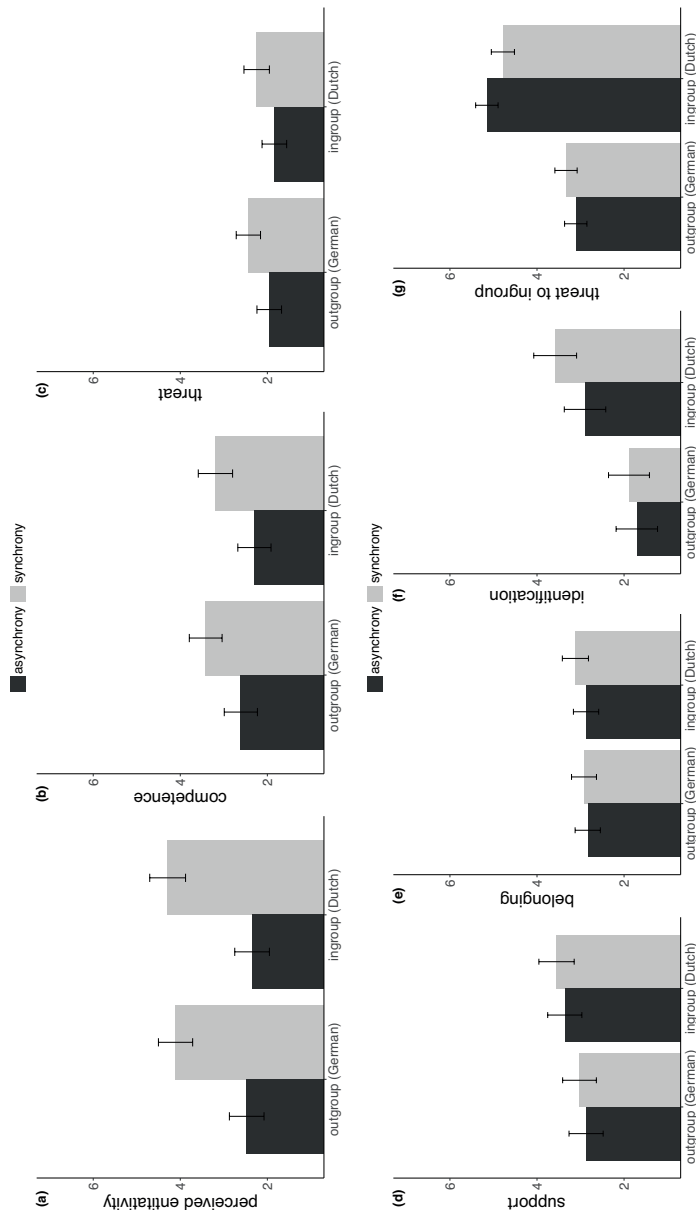 asynchrony synchrony
(a)
perceived entitativity
6
4
2
outgroup (German) ingroup (Dutch)
(b)
competence
6
4
2
outgroup (German) ingroup (Dutch)
(c)
threat
6
4
2
outgroup (German) ingroup (Dutch)
asynchrony synchrony
(d)
support
6
4
2
outgroup (German) ingroup (Dutch)
(e)
belonging
6
4
2
outgroup (German) ingroup (Dutch)
(f)
identification
6
4
2
outgroup (German) ingroup (Dutch)
(g)
threat to ingroup
6
4
2
outgroup (German) ingroup (Dutch)